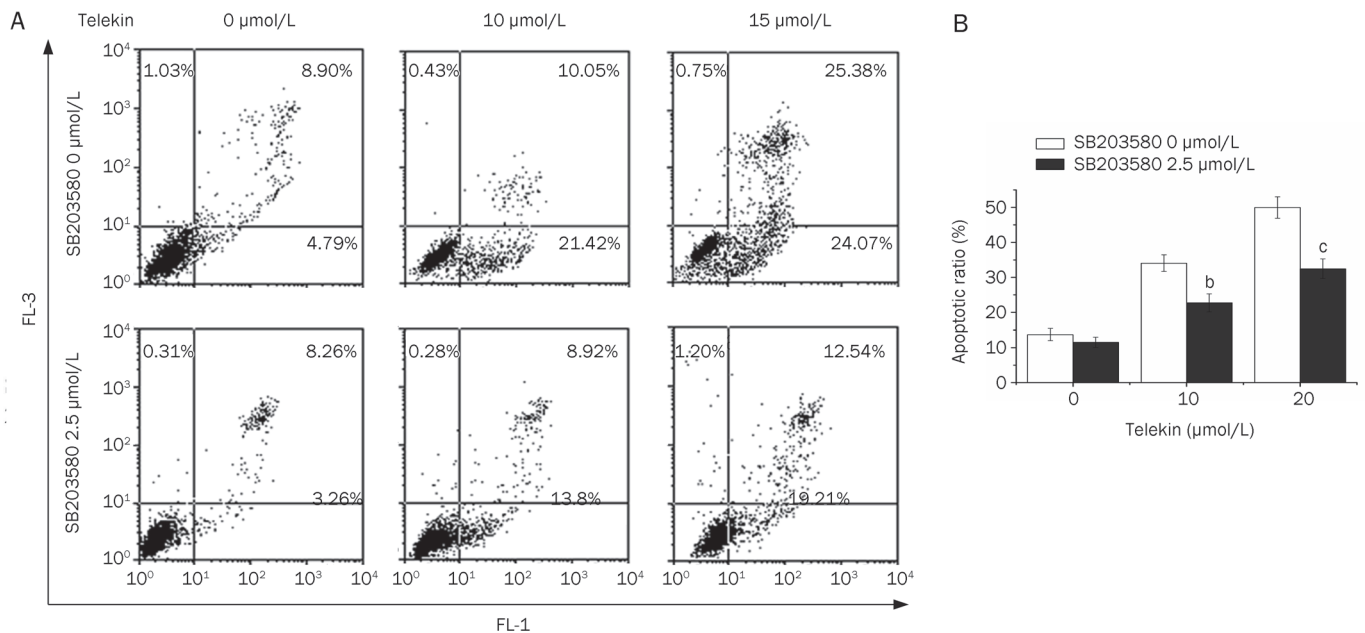 A
Telekin 0 µmol/L 10 µmol/L 15 µmol/L
FL-3
SB203580 0 µmol/L
10⁴
10³
10²
10¹
10⁰
1.03% 8.90%
4.79%
0.43% 10.05%
21.42%
0.75% 25.38%
24.07%
SB203580 2.5 µmol/L
10⁴
10³
10²
10¹
10⁰
0.31% 8.26%
3.26%
0.28% 8.92%
13.8%
1.20% 12.54%
19.21%
10⁰ 10¹ 10² 10³ 10⁴
10⁰ 10¹ 10² 10³ 10⁴
10⁰ 10¹ 10² 10³ 10⁴
FL-1
B
SB203580 0 µmol/L
SB203580 2.5 µmol/L
Apoptotic ratio (%)
50
40
30
20
10
0
b
c
0 10 20
Telekin (µmol/L)